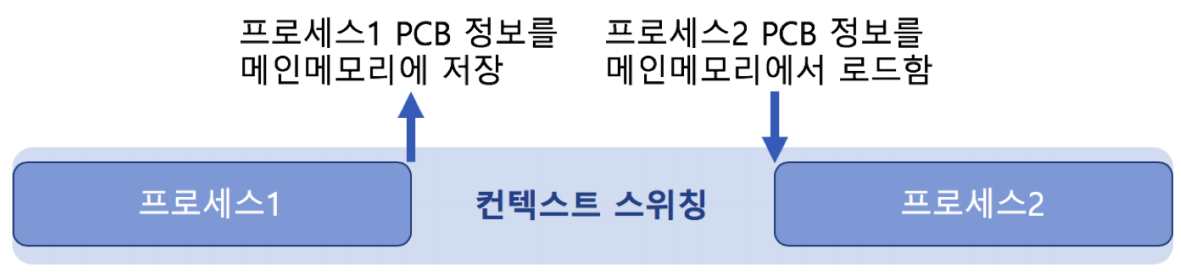 프로세스1 PCB 정보를
메인메모리에 저장
프로세스2 PCB 정보를
메인메모리에서 로드함
프로세스1
컨텍스트 스위칭
프로세스2